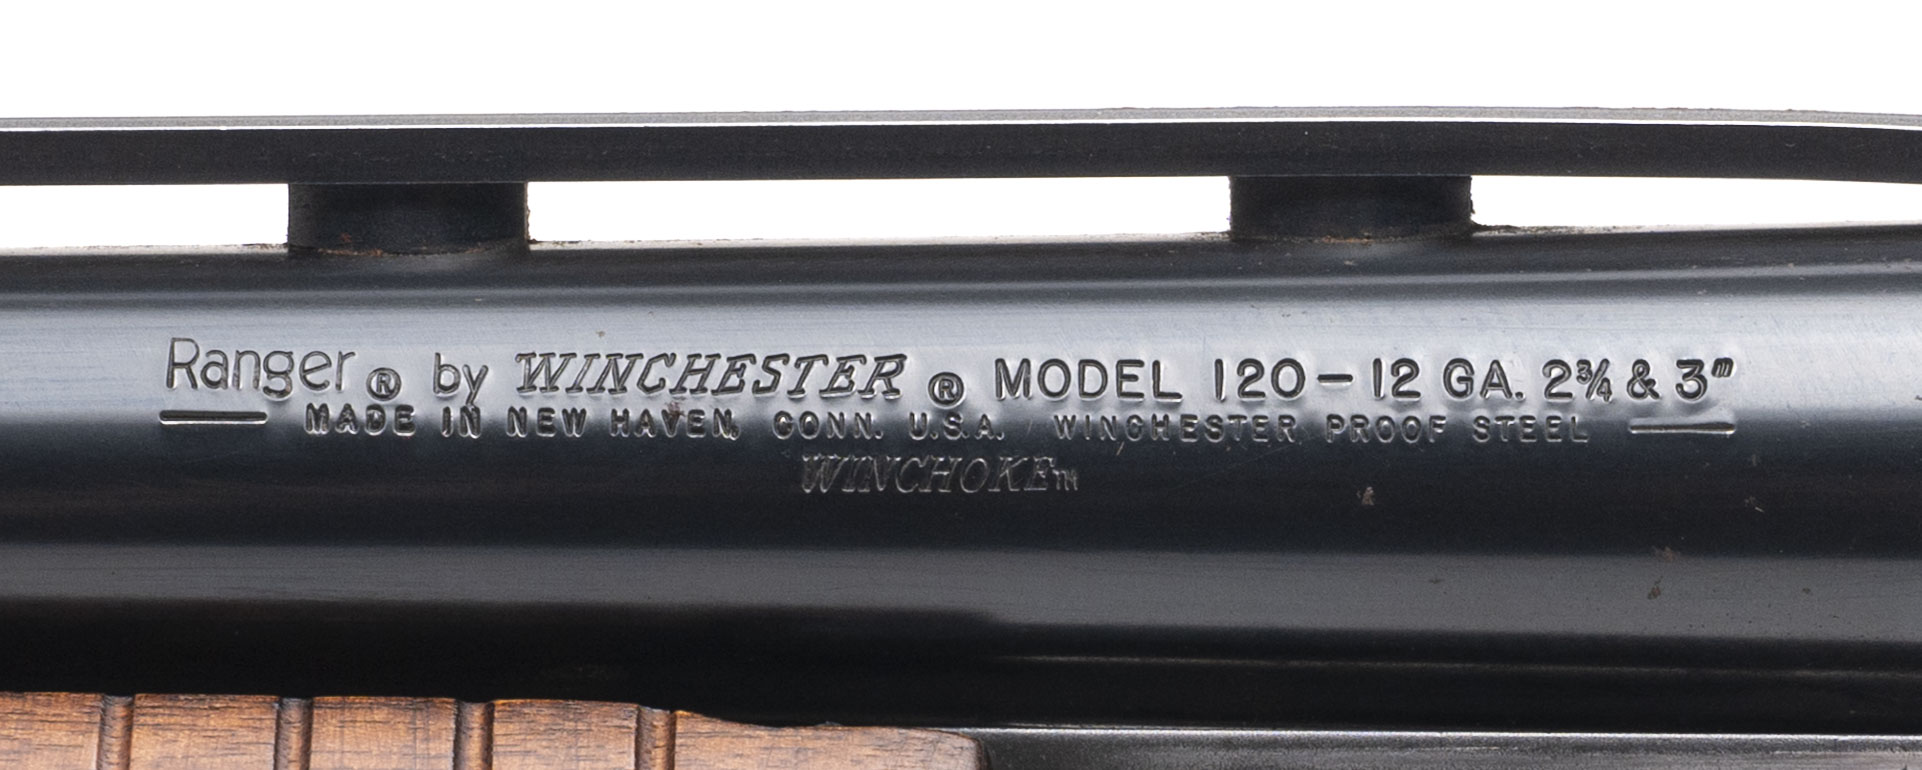 Ranger® by WINCHESTER® MODEL 120-12 GA. 2¾ & 3"
MADE IN NEW HAVEN, CONN. U.S.A. WINCHESTER PROOF STEEL
WINCHOKE™